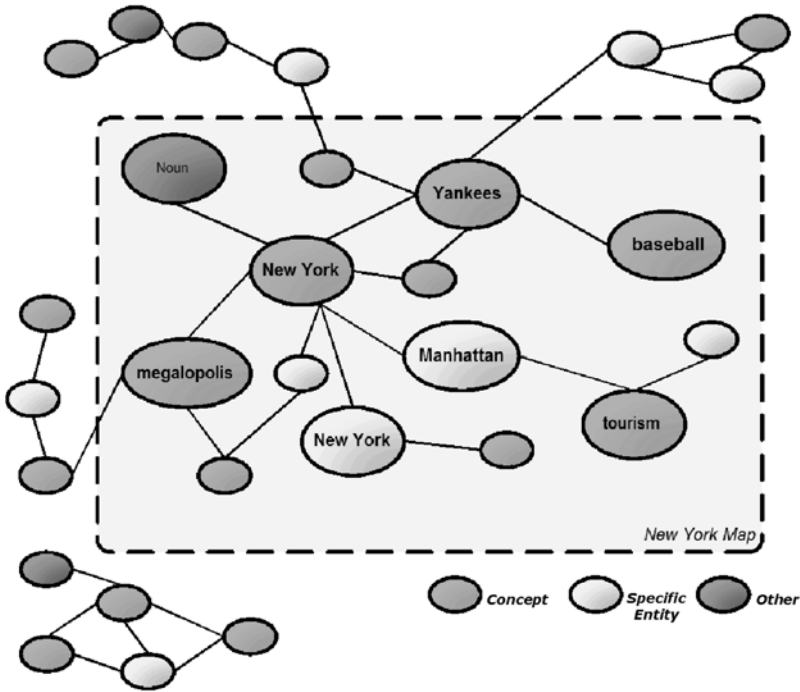 Noun
Yankees
baseball
New York
Manhattan
megalopolis
tourism
New York
New York Map
Concept
Specific
Entity
Other